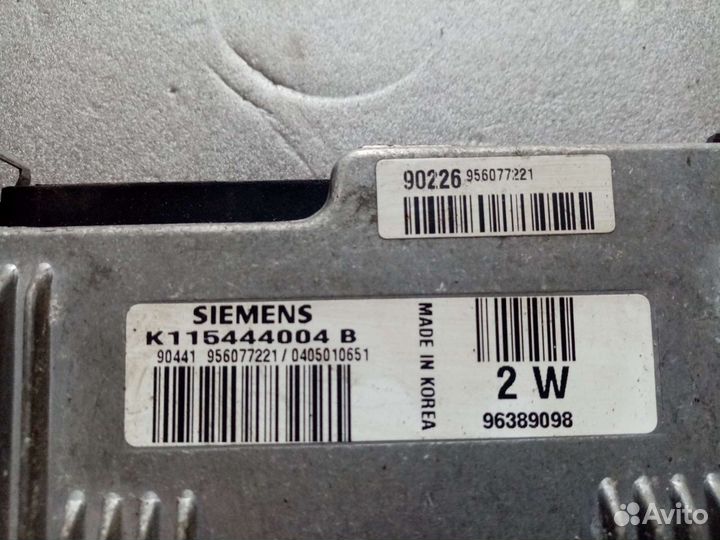 90226 956077221
SIEMENS
K115444004 B
90441 956077221/0405010651
MADE IN KOREA
2 W
96389098
Avito